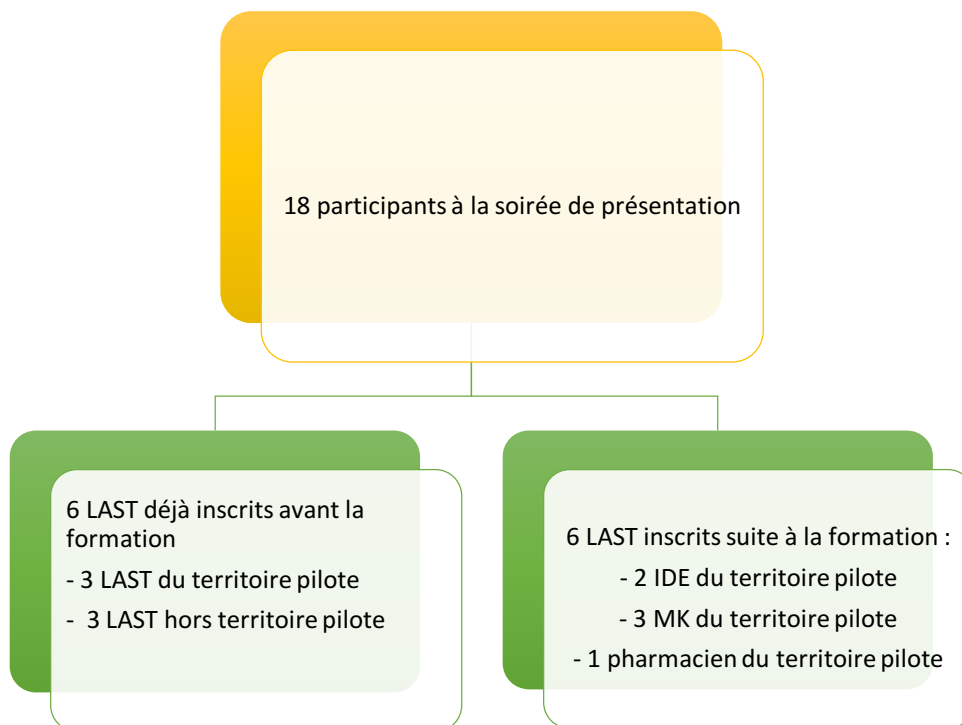 18 participants à la soirée de présentation
6 LAST déjà inscrits avant la
formation
- 3 LAST du territoire pilote
- 3 LAST hors territoire pilote
6 LAST inscrits suite à la formation :
- 2 IDE du territoire pilote
- 3 MK du territoire pilote
- 1 pharmacien du territoire pilote